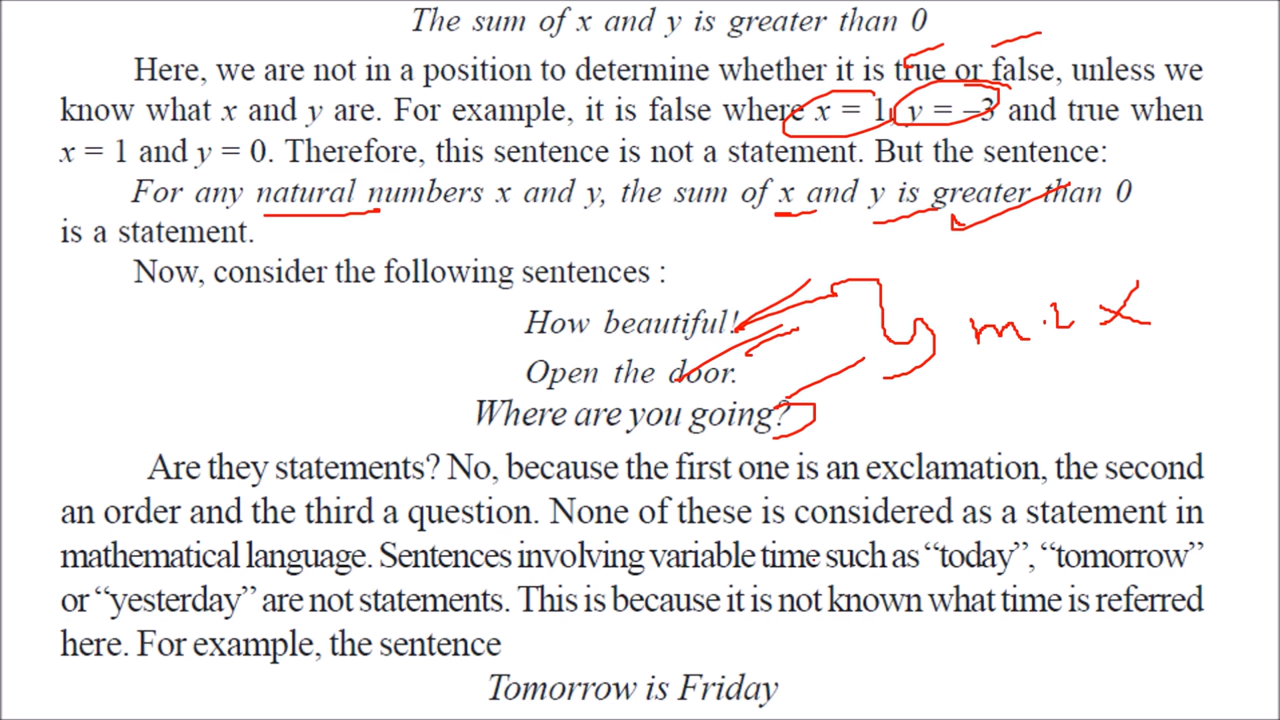 The sum of x and y is greater than 0
Here, we are not in a position to determine whether it is true or false, unless we
know what x and y are. For example, it is false where x = 1, y = –3 and true when
x = 1 and y = 0. Therefore, this sentence is not a statement. But the sentence:
For any natural numbers x and y, the sum of x and y is greater than 0
is a statement.
Now, consider the following sentences :
How beautiful!
Open the door.
Where are you going?
Are they statements? No, because the first one is an exclamation, the second
an order and the third a question. None of these is considered as a statement in
mathematical language. Sentences involving variable time such as “today”, “tomorrow”
or “yesterday” are not statements. This is because it is not known what time is referred
here. For example, the sentence
Tomorrow is Friday